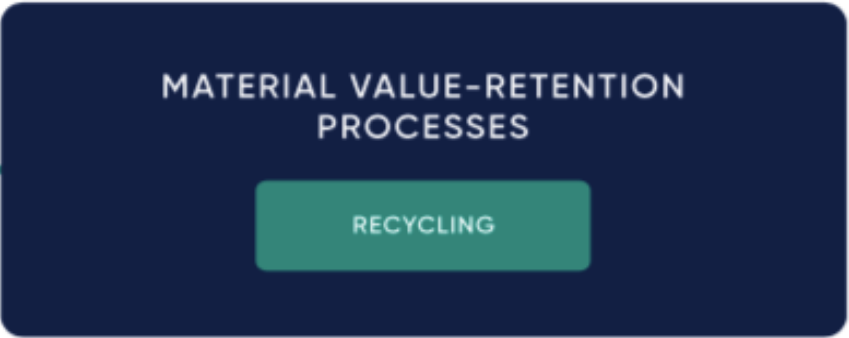 MATERIAL VALUE-RETENTION
PROCESSES
RECYCLING